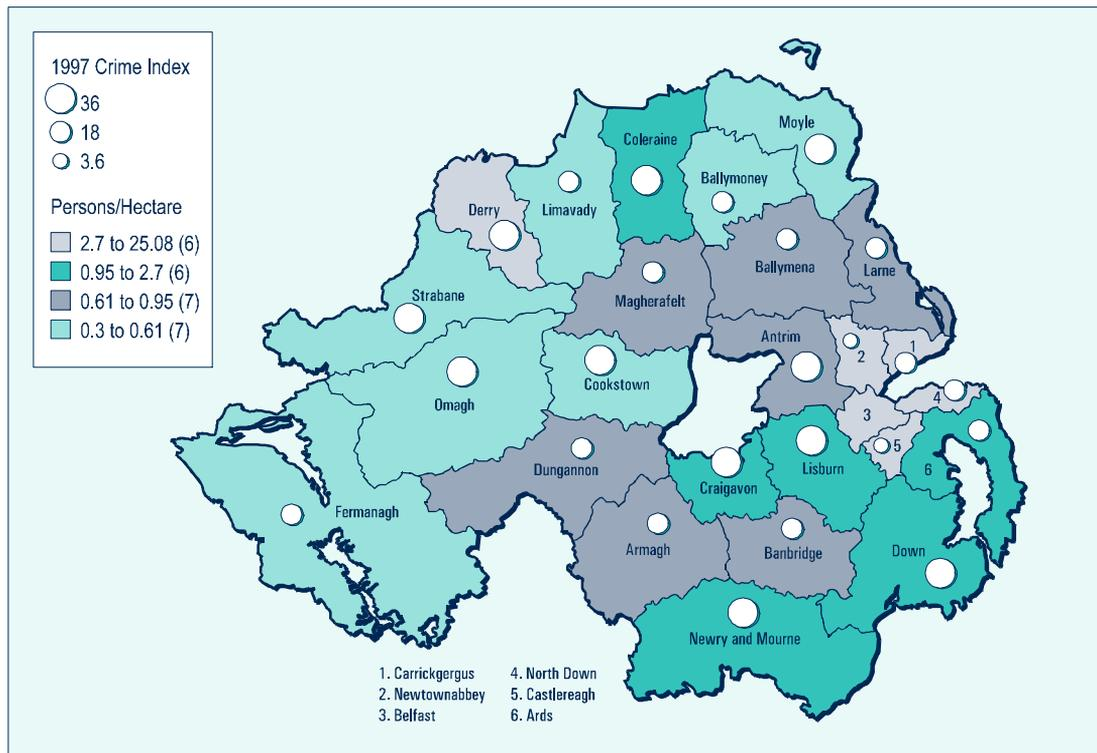 1997 Crime Index
36
18
3.6
Persons/Hectare
2.7 to 25.08 (6)
0.95 to 2.7 (6)
0.61 to 0.95 (7)
0.3 to 0.61 (7)
Moyle
Coleraine
Ballymoney
Derry
Limavady
Ballymena
Larne
Strabane
Magherafelt
Antrim
1
2
Cookstown
Omagh
4
3
5
Dungannon
Lisburn
6
Craigavon
Fermanagh
Armagh
Banbridge
Down
Newry and Mourne
1. Carrickgergus
2. Newtownabbey
3. Belfast
4. North Down
5. Castlereagh
6. Ards